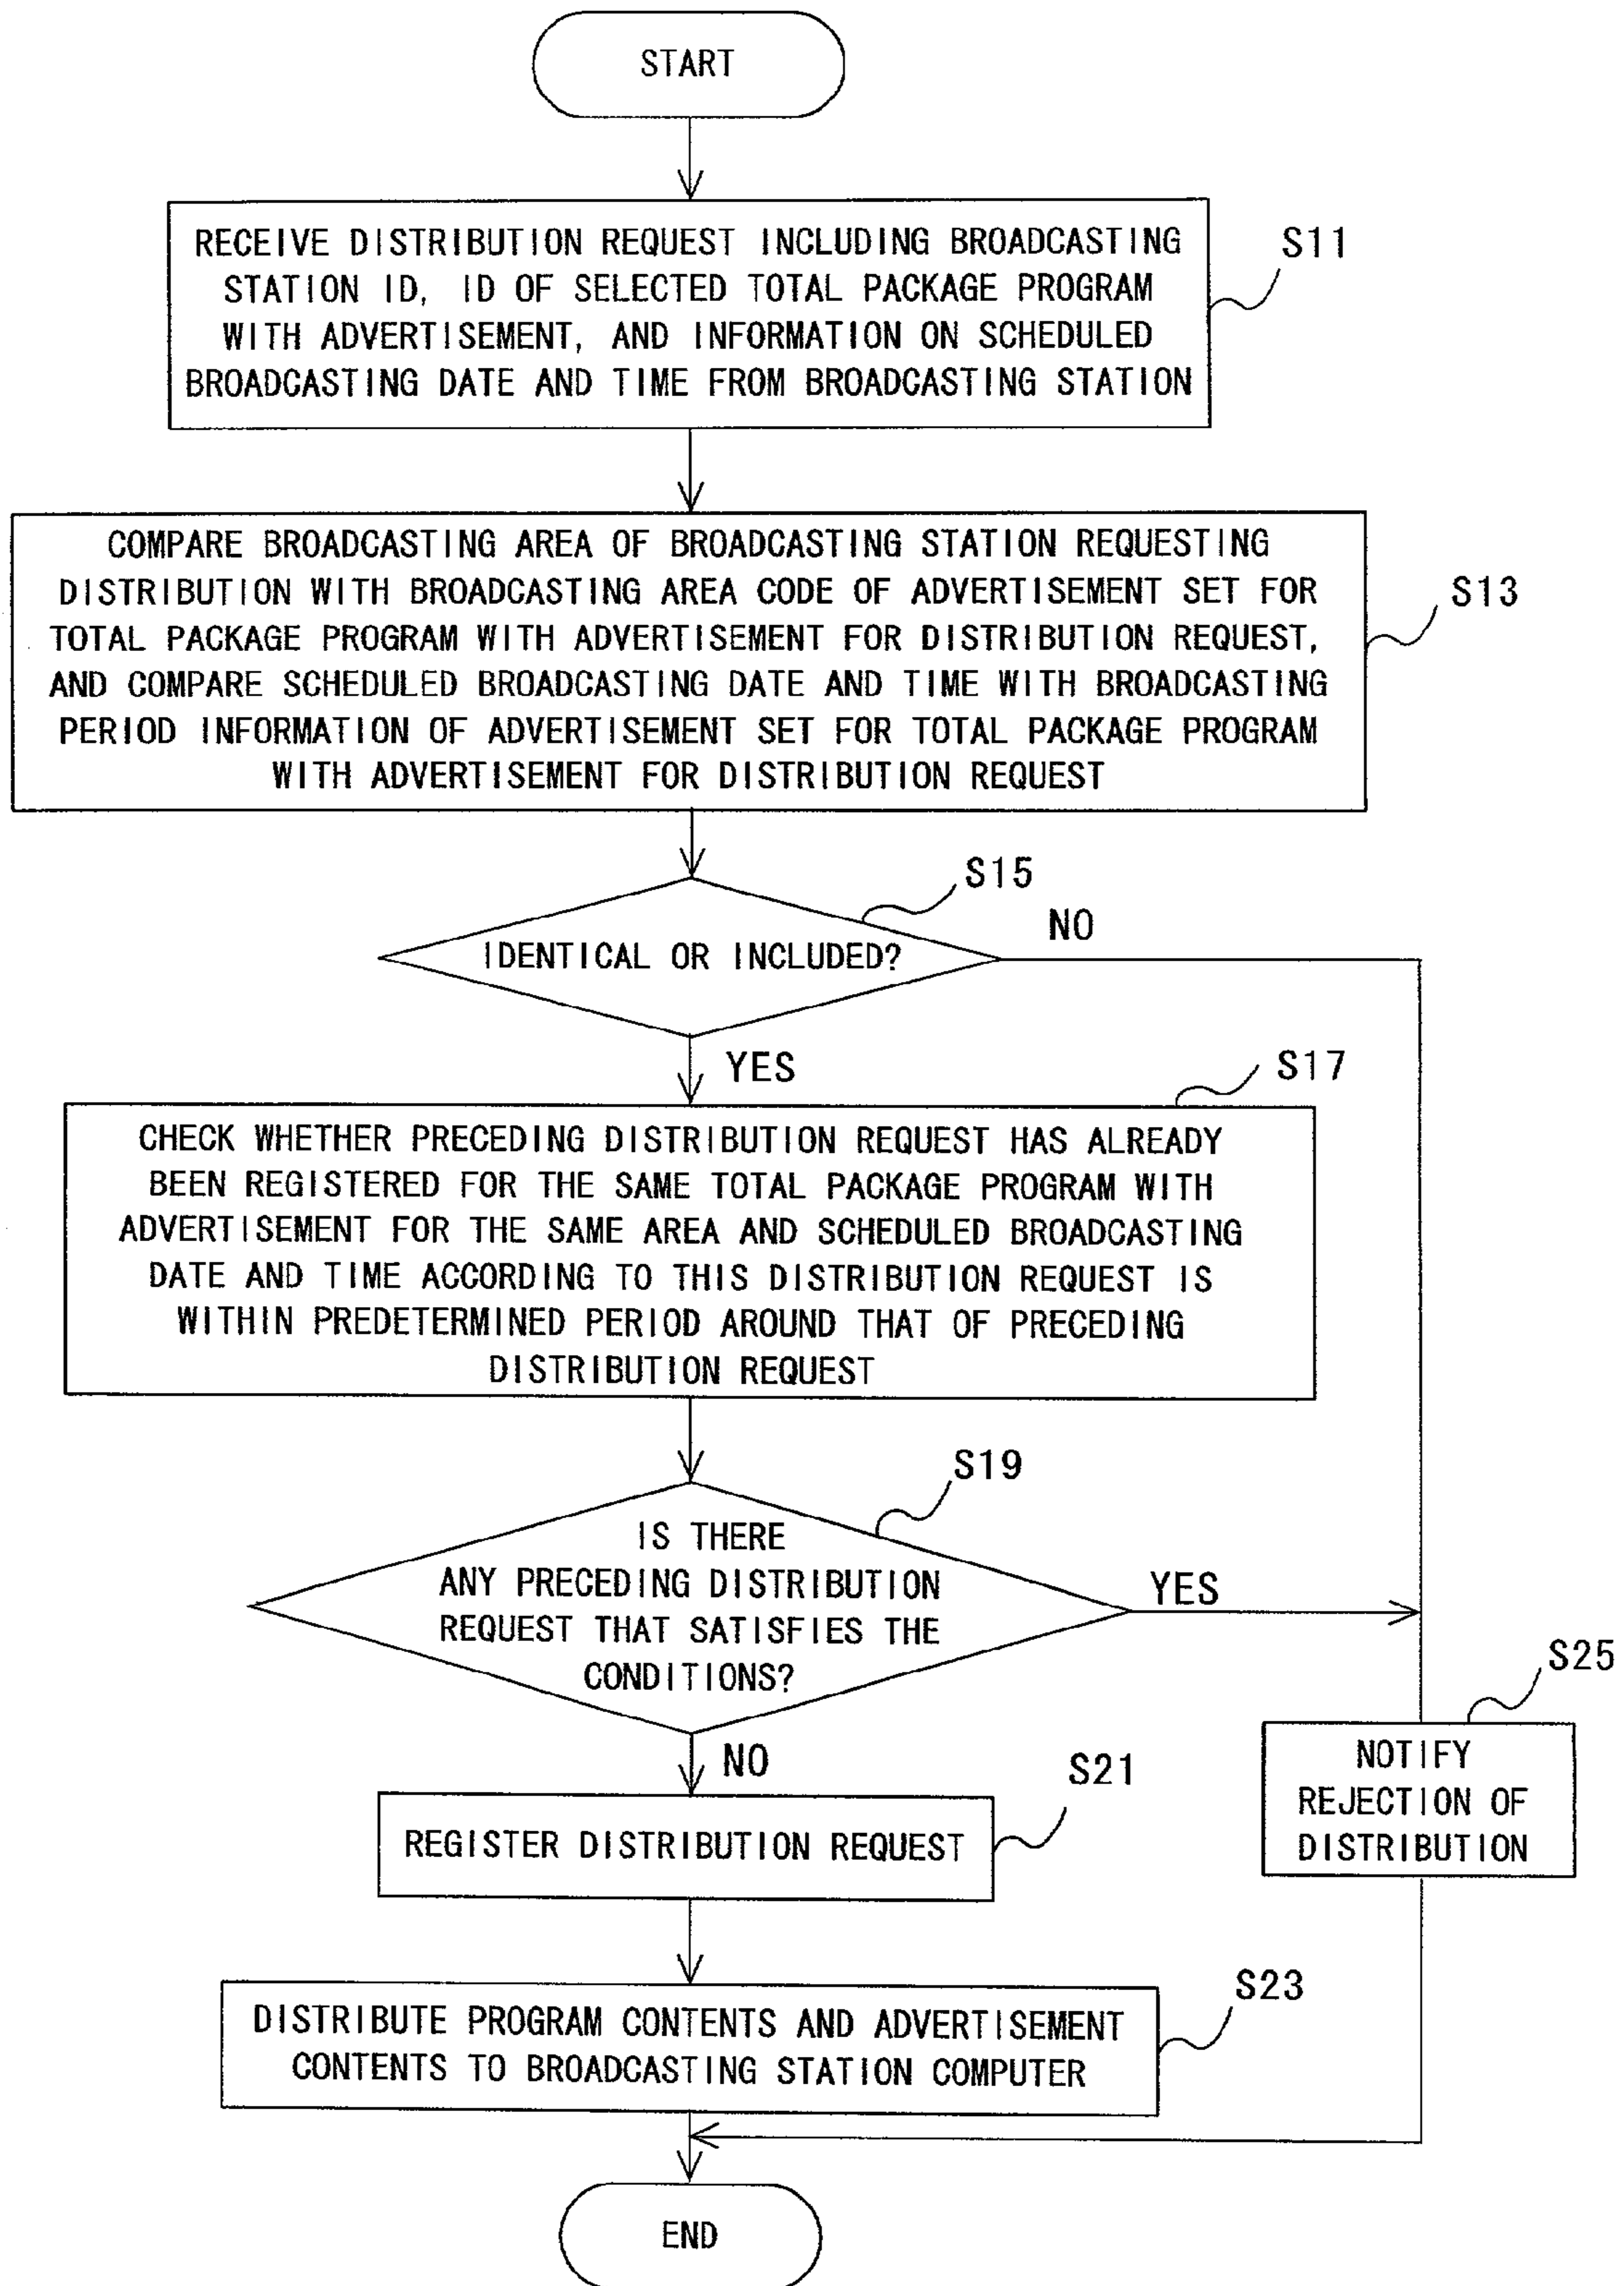 START
RECEIVE DISTRIBUTION REQUEST INCLUDING BROADCASTING
STATION ID, ID OF SELECTED TOTAL PACKAGE PROGRAM
WITH ADVERTISEMENT, AND INFORMATION ON SCHEDULED
BROADCASTING DATE AND TIME FROM BROADCASTING STATION
S11
COMPARE BROADCASTING AREA OF BROADCASTING STATION REQUESTING
DISTRIBUTION WITH BROADCASTING AREA CODE OF ADVERTISEMENT SET FOR
TOTAL PACKAGE PROGRAM WITH ADVERTISEMENT FOR DISTRIBUTION REQUEST,
AND COMPARE SCHEDULED BROADCASTING DATE AND TIME WITH BROADCASTING
PERIOD INFORMATION OF ADVERTISEMENT SET FOR TOTAL PACKAGE PROGRAM
WITH ADVERTISEMENT FOR DISTRIBUTION REQUEST
S13
S15
IDENTICAL OR INCLUDED?
NO
YES
S17
CHECK WHETHER PRECEDING DISTRIBUTION REQUEST HAS ALREADY
BEEN REGISTERED FOR THE SAME TOTAL PACKAGE PROGRAM WITH
ADVERTISEMENT FOR THE SAME AREA AND SCHEDULED BROADCASTING
DATE AND TIME ACCORDING TO THIS DISTRIBUTION REQUEST IS
WITHIN PREDETERMINED PERIOD AROUND THAT OF PRECEDING
DISTRIBUTION REQUEST
S19
IS THERE
ANY PRECEDING DISTRIBUTION
REQUEST THAT SATISFIES THE
CONDITIONS?
YES
NO
S25
NOTIFY
REJECTION OF
DISTRIBUTION
S21
REGISTER DISTRIBUTION REQUEST
S23
DISTRIBUTE PROGRAM CONTENTS AND ADVERTISEMENT
CONTENTS TO BROADCASTING STATION COMPUTER
END